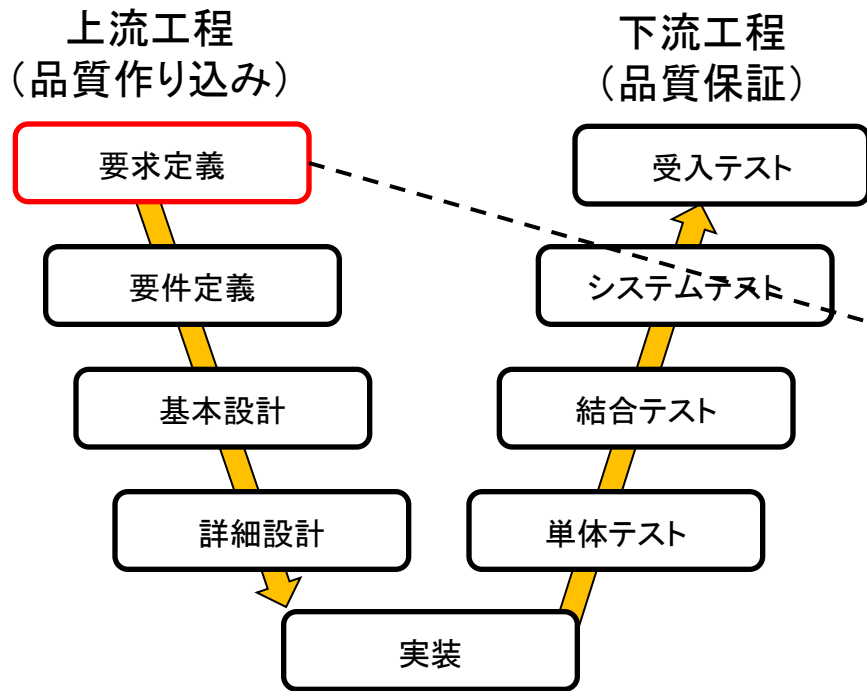 上流工程
（品質作り込み）
下流工程
（品質保証）
要求定義
受入テスト
要件定義
システムテスト
基本設計
結合テスト
詳細設計
単体テスト
実装